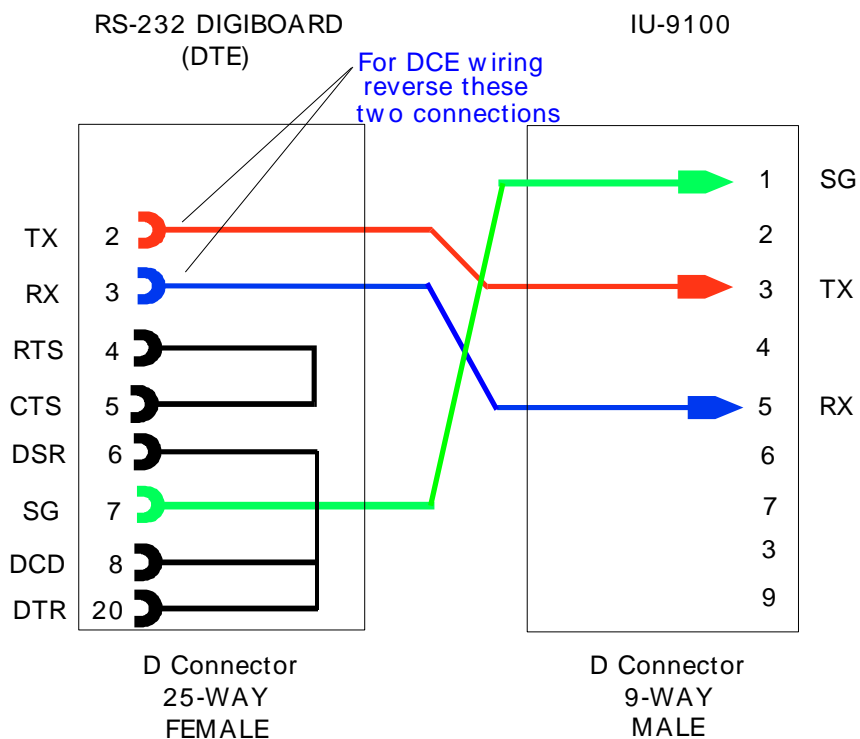 RS-232 DIGIBOARD
(DTE)
IU-9100
For DCE wiring
reverse these
two connections
TX 2
RX 3
RTS 4
CTS 5
DSR 6
SG 7
DCD 8
DTR 20
1 SG
2
3 TX
4
5 RX
6
7
3
9
D Connector
25-WAY
FEMALE
D Connector
9-WAY
MALE